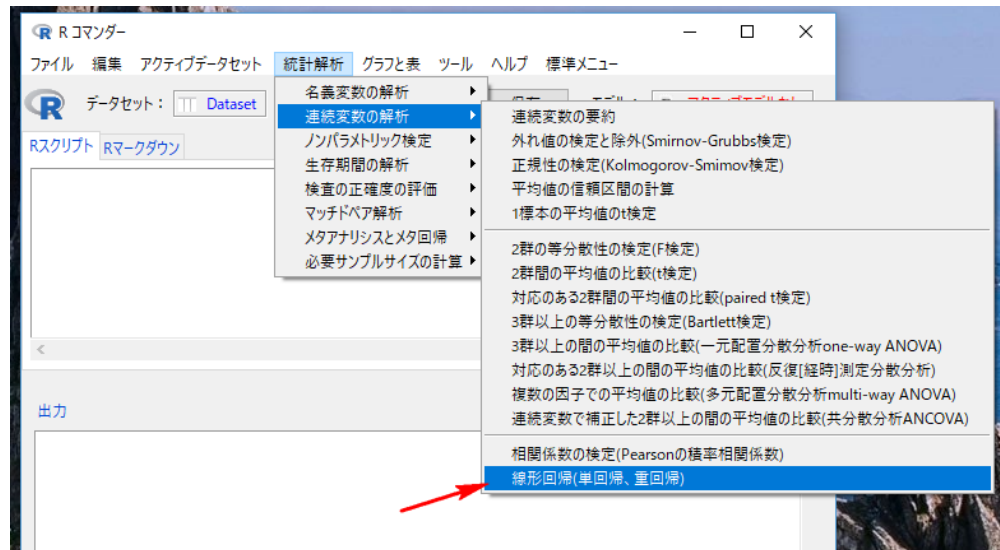 R コマンダー
ファイル 編集 アクティブデータセット 統計解析 グラフと表 ツール ヘルプ 標準メニュー
データセット： Dataset
Rスクリプト Rマークダウン
名義変数の解析
連続変数の解析
ノンパラメトリック検定
生存期間の解析
検査の正確度の評価
マッチドペア解析
メタアナリシスとメタ回帰
必要サンプルサイズの計算
連続変数の要約
外れ値の検定と除外(Smirnov-Grubbs検定)
正規性の検定(Kolmogorov-Smirnov検定)
平均値の信頼区間の計算
1標本の平均値のt検定
2群の等分散性の検定(F検定)
2群間の平均値の比較(t検定)
対応のある2群間の平均値の比較(paired t検定)
3群以上の等分散性の検定(Bartlett検定)
3群以上の間の平均値の比較(一元配置分散分析one-way ANOVA)
対応のある2群以上の間の平均値の比較(反復[経時]測定分散分析)
複数の因子での平均値の比較(多元配置分散分析multi-way ANOVA)
連続変数で補正した2群以上の間の平均値の比較(共分散分析ANCOVA)
相関係数の検定(Pearsonの積率相関係数)
線形回帰(単回帰、重回帰)
出力